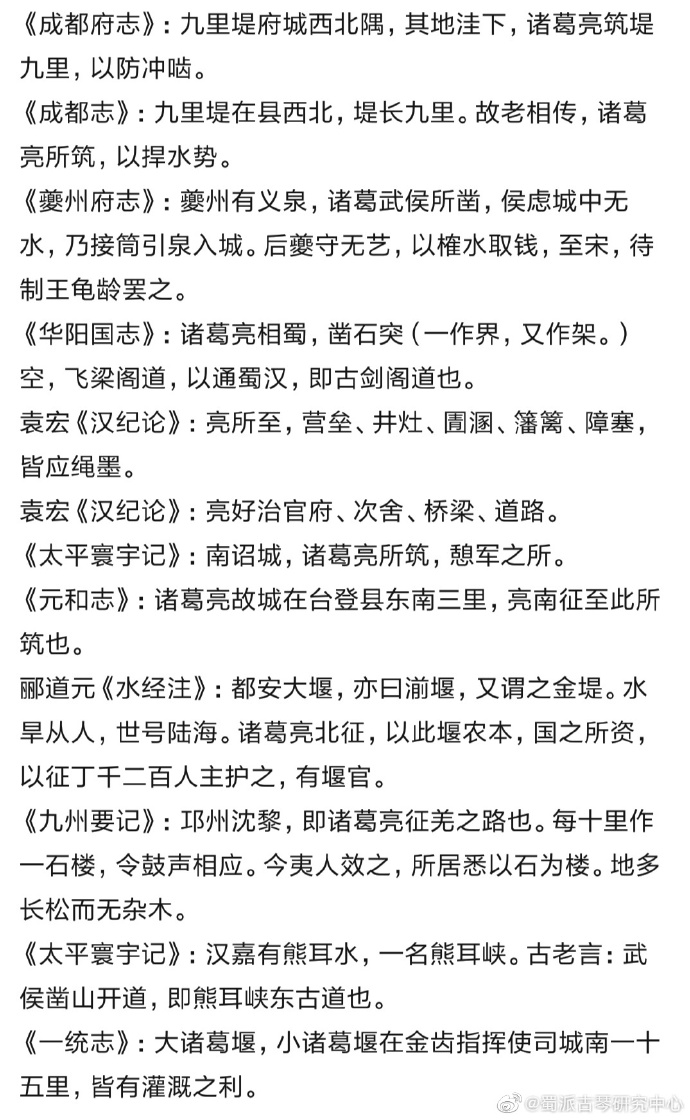 《成都府志》：九里堤府城西北隅，其地洼下，诸葛亮筑堤
九里，以防冲啮。
《成都志》：九里堤在县西北，堤长九里。故老相传，诸葛
亮所筑，以捍水势。
《夔州府志》：夔州有义泉，诸葛武侯所凿，侯虑城中无
水，乃接筒引泉入城。后夔守无艺，以榷水取钱，至宋，待
制王龟龄罢之。
《华阳国志》：诸葛亮相蜀，凿石突（一作界，又作架。）
空，飞梁阁道，以通蜀汉，即古剑阁道也。
袁宏《汉纪论》：亮所至，营垒、井灶、圊溷、籓篱、障塞，
皆应绳墨。
袁宏《汉纪论》：亮好治官府、次舍、桥梁、道路。
《太平寰宇记》：南诏城，诸葛亮所筑，憩军之所。
《元和志》：诸葛亮故城在台登县东南三里，亮南征至此所
筑也。
郦道元《水经注》：都安大堰，亦曰湔堰，又谓之金堤。水
旱从人，世号陆海。诸葛亮北征，以此堰农本，国之所资，
以征丁千二百人主护之，有堰官。
《九州要记》：邛州沈黎，即诸葛亮征羌之路也。每十里作
一石楼，令鼓声相应。今夷人效之，所居悉以石为楼。地多
长松而无杂木。
《太平寰宇记》：汉嘉有熊耳水，一名熊耳峡。古老言：武
侯凿山开道，即熊耳峡东古道也。
《一统志》：大诸葛堰，小诸葛堰在金齿指挥使司城南一十
五里，皆有灌溉之利。
@蜀派古琴研究中心